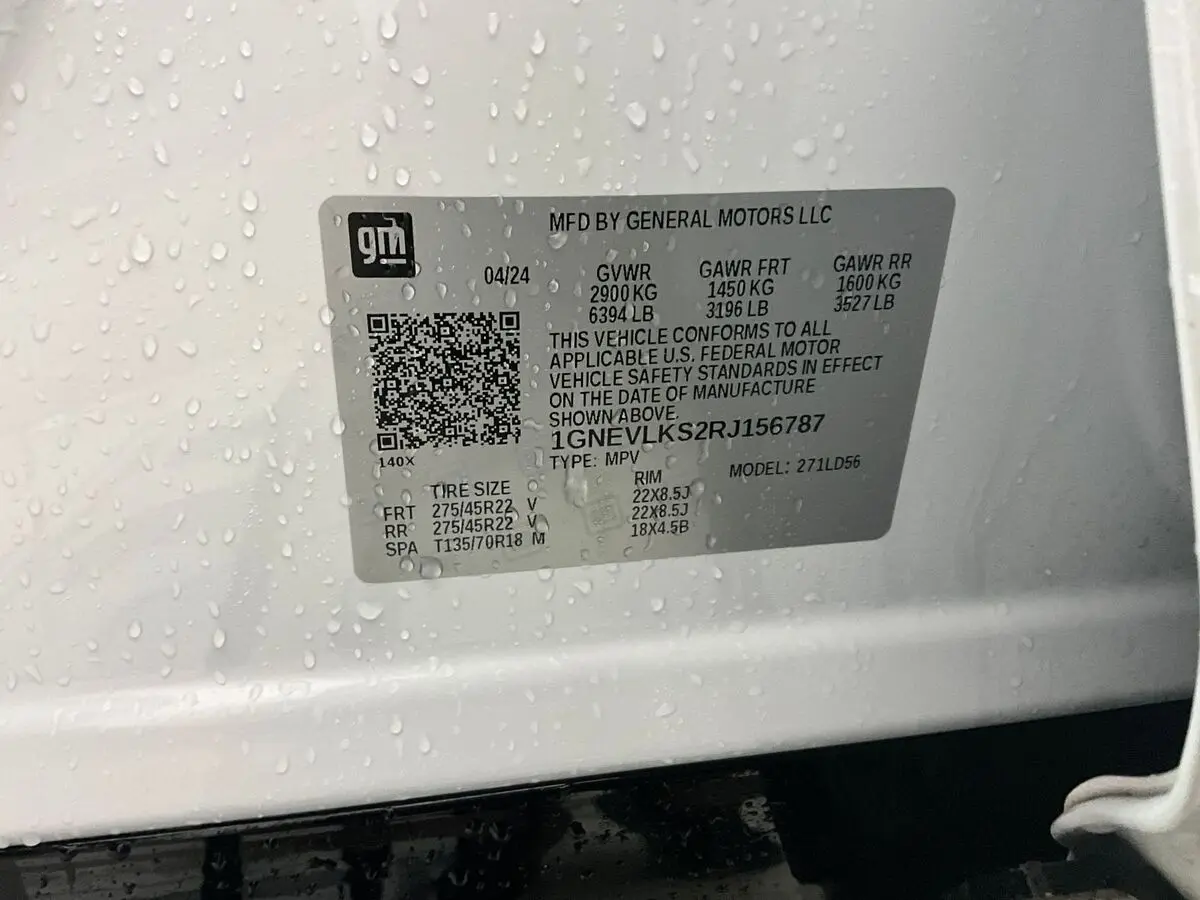 gm
MFD BY GENERAL MOTORS LLC
04/24 GVWR GAWR FRT GAWR RR
2900 KG 1450 KG 1600 KG
6394 LB 3196 LB 3527 LB
THIS VEHICLE CONFORMS TO ALL
APPLICABLE U.S. FEDERAL MOTOR
VEHICLE SAFETY STANDARDS IN EFFECT
ON THE DATE OF MANUFACTURE
SHOWN ABOVE.
1GNEVLKS2RJ156787
140X
TYPE: MPV MODEL: 271LD56
TIRE SIZE RIM
FRT 275/45R22 V 22X8.5J
RR 275/45R22 V 22X8.5J
SPA T135/70R18 M 18X4.5B